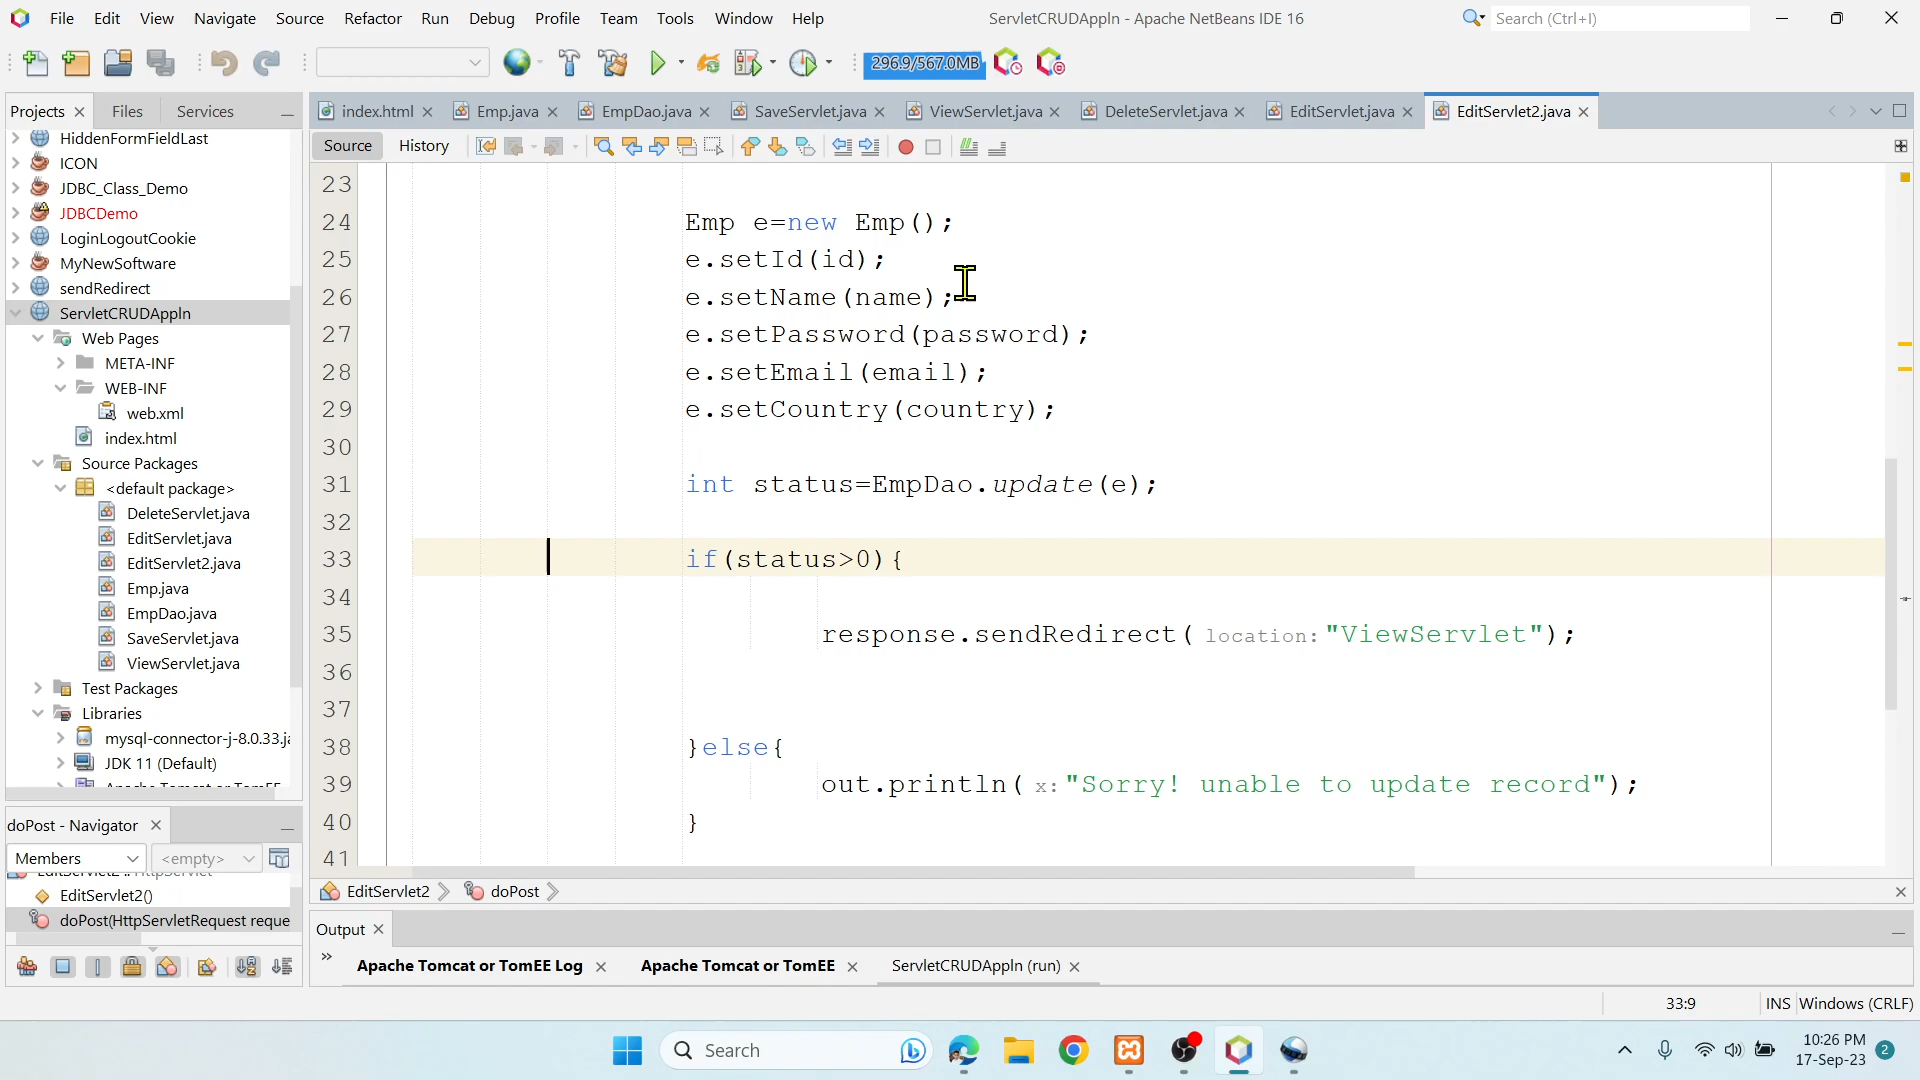 File Edit View Navigate Source Refactor Run Debug Profile Team Tools Window Help
ServletCRUDAppln - Apache NetBeans IDE 16
Search (Ctrl+I)
296.9/567.0MB
Projects
Files
Services
index.html
Emp.java
EmpDao.java
SaveServlet.java
ViewServlet.java
DeleteServlet.java
EditServlet.java
EditServlet2.java
Source
History
HiddenFormFieldLast
ICON
JDBC_Class_Demo
JDBCDemo
LoginLogoutCookie
MyNewSoftware
sendRedirect
ServletCRUDAppln
Web Pages
META-INF
WEB-INF
web.xml
index.html
Source Packages
<default package>
DeleteServlet.java
EditServlet.java
EditServlet2.java
Emp.java
EmpDao.java
SaveServlet.java
ViewServlet.java
Test Packages
Libraries
mysql-connector-j-8.0.33.ja
JDK 11 (Default)
23
24 Emp e=new Emp();
25 e.setId(id);
26 e.setName(name);
27 e.setPassword(password);
28 e.setEmail(email);
29 e.setCountry(country);
30
31 int status=EmpDao.update(e);
32
33 if(status>0){
34
35 response.sendRedirect( location: "ViewServlet");
36
37
38 }else{
39 out.println( x: "Sorry! unable to update record");
40 }
41
EditServlet2
doPost
doPost - Navigator
Members
<empty>
EditServlet2()
doPost(HttpServletRequest reque
Output
»
Apache Tomcat or TomEE Log
Apache Tomcat or TomEE
ServletCRUDAppln (run)
33:9
INS
Windows (CRLF)
Search
10:26 PM
17-Sep-23
2